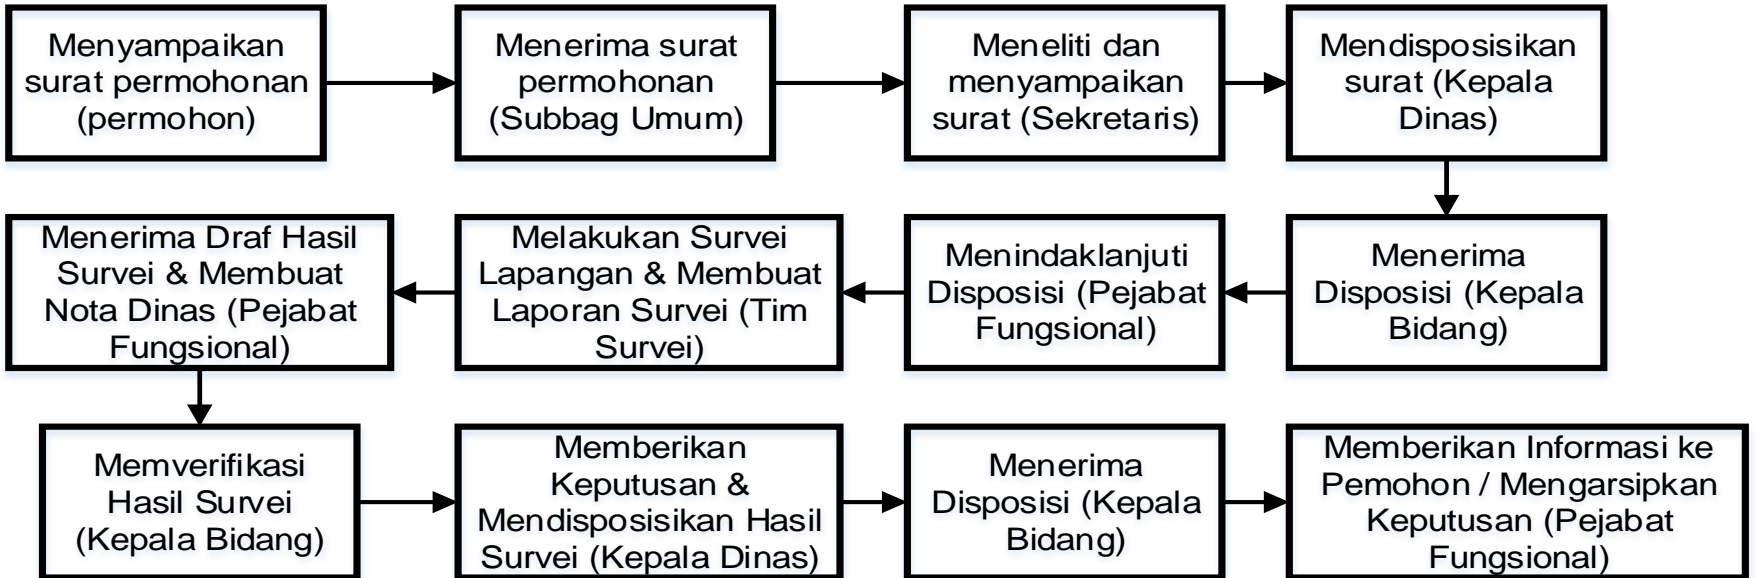 Menyampaikan
surat permohonan
(permohon)
Menerima surat
permohonan
(Subbag Umum)
Meneliti dan
menyampaikan
surat (Sekretaris)
Mendisposisikan
surat (Kepala
Dinas)
Menerima
Disposisi (Kepala
Bidang)
Menindaklanjuti
Disposisi (Pejabat
Fungsional)
Melakukan Survei
Lapangan & Membuat
Laporan Survei (Tim
Survei)
Menerima Draf Hasil
Survei & Membuat
Nota Dinas (Pejabat
Fungsional)
Memverifikasi
Hasil Survei
(Kepala Bidang)
Memberikan
Keputusan &
Mendisposisikan Hasil
Survei (Kepala Dinas)
Menerima
Disposisi (Kepala
Bidang)
Memberikan Informasi ke
Pemohon / Mengarsipkan
Keputusan (Pejabat
Fungsional)